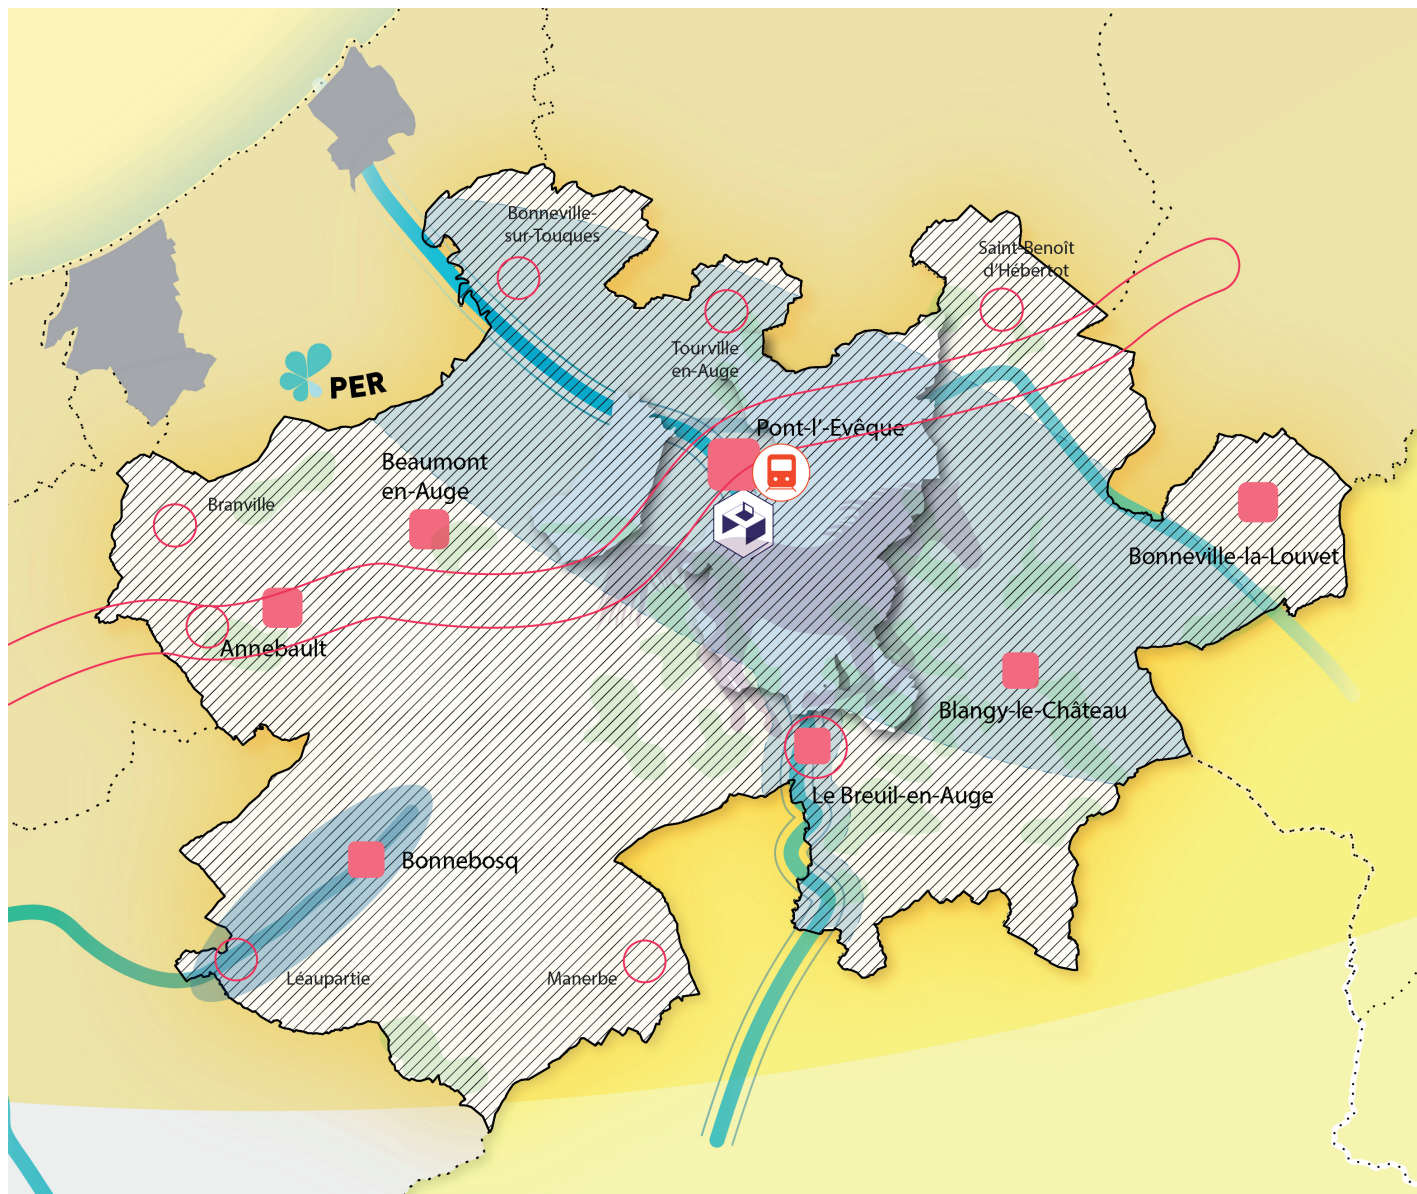 Bonneville-
sur-Touques
Saint-Benoît
d'Hébertot
Tourville
en-Auge
PER
Pont-l'-Evêque
Beaumont
en-Auge
Branville
Bonneville-la-Louvet
Annebault
Blangy-le-Château
Le Breuil-en-Auge
Bonnebosq
Léaupartie
Manerbe